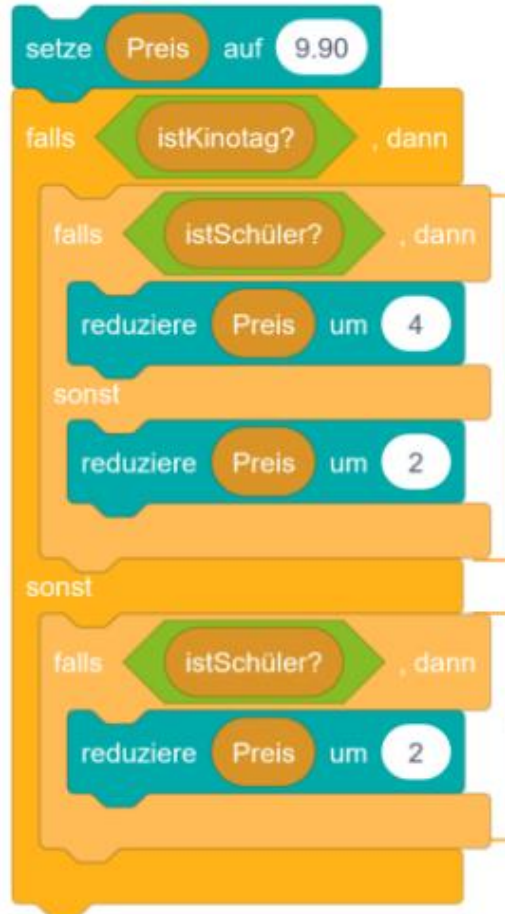 setze Preis auf 9.90
falls istKinotag? , dann
falls istSchüler? , dann
reduziere Preis um 4
sonst
reduziere Preis um 2
sonst
falls istSchüler? , dann
reduziere Preis um 2